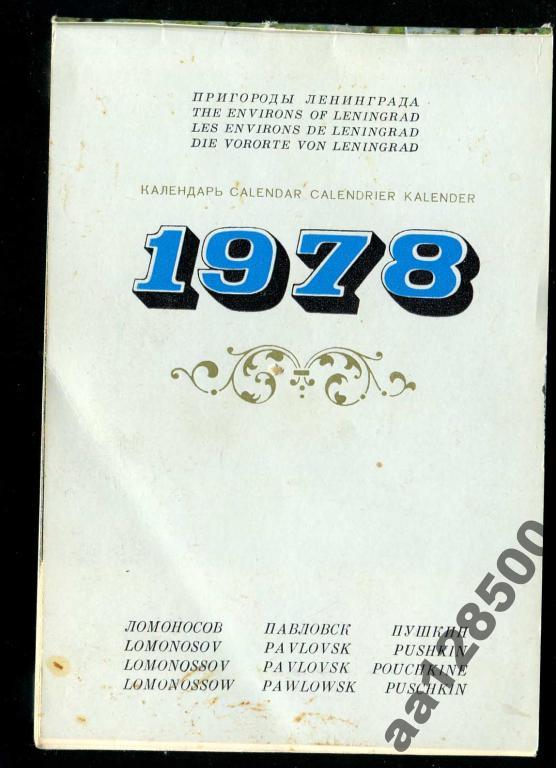 ПРИГОРОДЫ ЛЕНИНГРАДА
THE ENVIRONS OF LENINGRAD
LES ENVIRONS DE LENINGRAD
DIE VORORTE VON LENINGRAD
КАЛЕНДАРЬ CALENDAR CALENDRIER KALENDER
1978
ЛОМОНОСОВ ПАВЛОВСК ПУШКИН
LOMONOSOV PAVLOVSK PUSHKIN
LOMONOSSOV PAVLOVSK POUCHKINE
LOMONOSSOW PAWLOWSK PUSCHKIN
aa128500